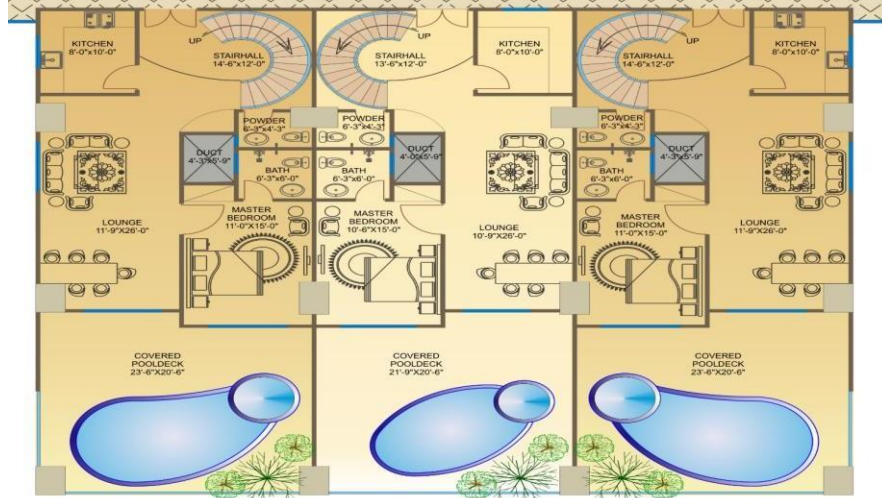 KITCHEN
8'-0"x10'-0"
UP
STAIRHALL
14'-6"x12'-0"
POWDER
6'-3"x4'-3"
DUCT
4'-3"x5'-9"
BATH
6'-3"x6'-0"
LOUNGE
11'-9"X26'-0"
MASTER
BEDROOM
11'-0"X15'-0"
COVERED
POOLDECK
23'-6"X20'-6"
UP
STAIRHALL
13'-6"x12'-0"
KITCHEN
8'-0"x10'-0"
POWDER
6'-3"x4'-3"
DUCT
4'-0"x5'-9"
BATH
6'-3"x6'-0"
MASTER
BEDROOM
10'-6"X15'-0"
LOUNGE
10'-9"X26'-0"
COVERED
POOLDECK
21'-9"X20'-6"
UP
STAIRHALL
14'-6"x12'-0"
KITCHEN
8'-0"x10'-0"
POWDER
6'-3"x4'-3"
DUCT
4'-3"x5'-9"
BATH
6'-3"x6'-0"
MASTER
BEDROOM
11'-0"X15'-0"
LOUNGE
11'-9"X26'-0"
COVERED
POOLDECK
23'-6"X20'-6"